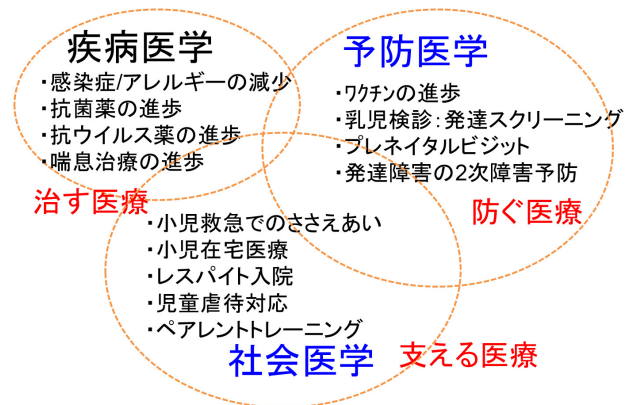 疾病医学
・感染症/アレルギーの減少
・抗菌薬の進歩
・抗ウイルス薬の進歩
・喘息治療の進歩
治す医療
予防医学
・ワクチンの進歩
・乳児検診：発達スクリーニング
・プレネイタルビジット
・発達障害の2次障害予防
防ぐ医療
・小児救急でのささえあい
・小児在宅医療
・レスパイト入院
・児童虐待対応
・ペアレントトレーニング
社会医学
支える医療